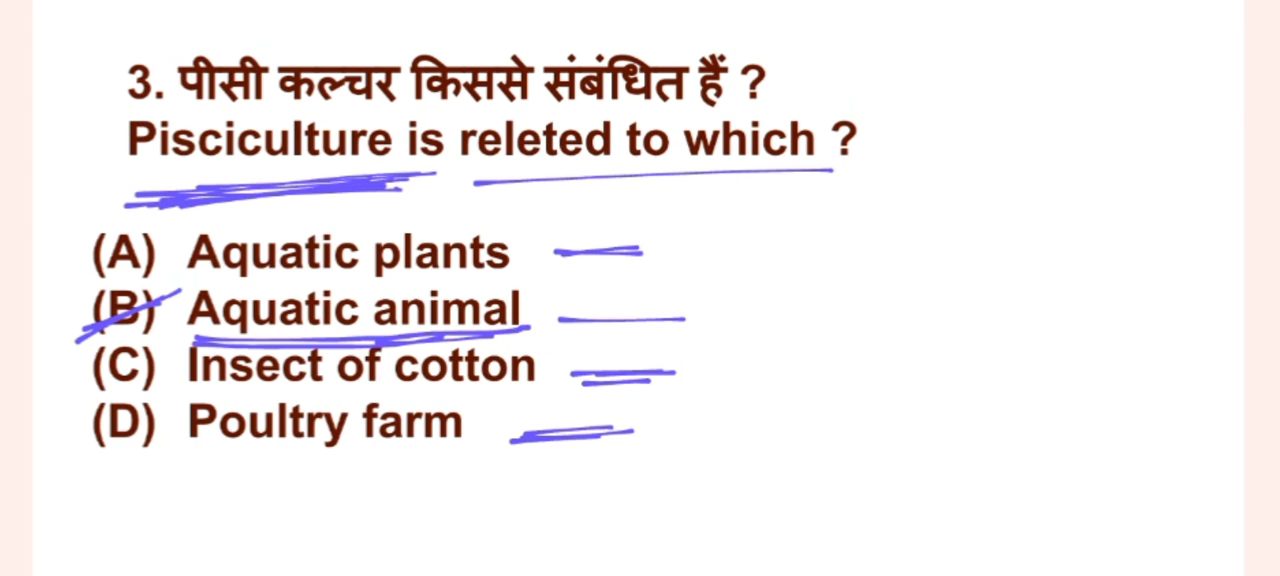 3. पीसी कल्चर किससे संबंधित हैं ?
Pisciculture is releted to which ?
(A) Aquatic plants
(B) Aquatic animal
(C) Insect of cotton
(D) Poultry farm